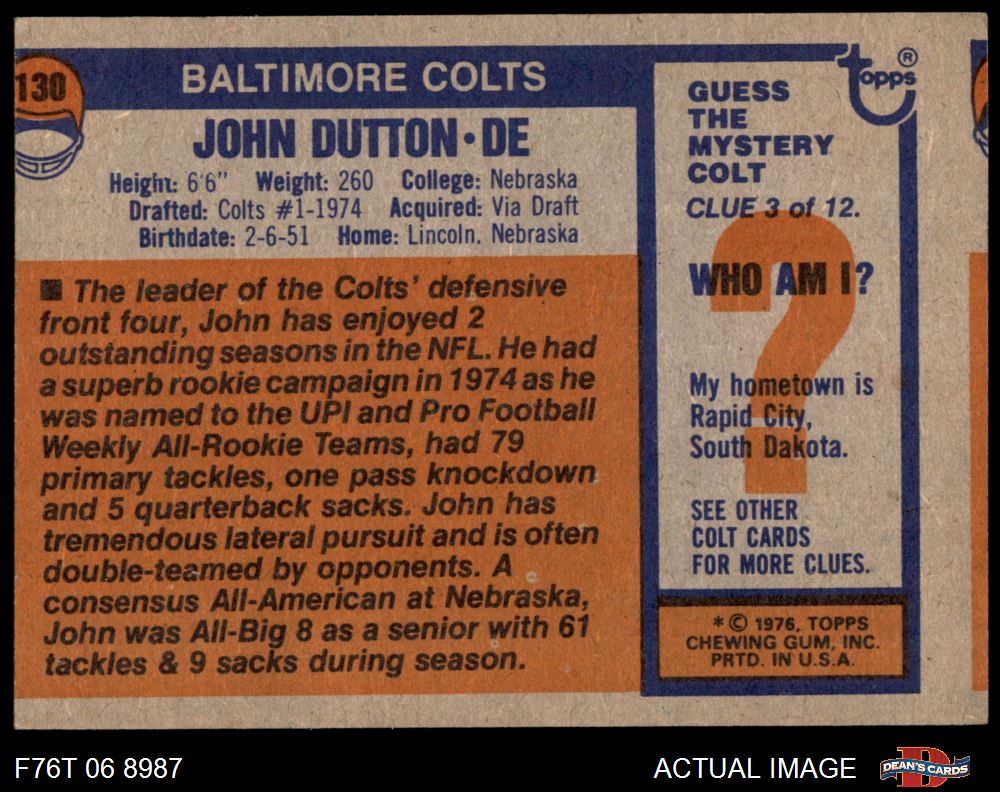 130
BALTIMORE COLTS
JOHN DUTTON • DE
Height: 6'6" Weight: 260 College: Nebraska
Drafted: Colts #1-1974 Acquired: Via Draft
Birthdate: 2-6-51 Home: Lincoln, Nebraska
■ The leader of the Colts' defensive
front four, John has enjoyed 2
outstanding seasons in the NFL. He had
a superb rookie campaign in 1974 as he
was named to the UPI and Pro Football
Weekly All-Rookie Teams, had 79
primary tackles, one pass knockdown
and 5 quarterback sacks. John has
tremendous lateral pursuit and is often
double-teamed by opponents. A
consensus All-American at Nebraska,
John was All-Big 8 as a senior with 61
tackles & 9 sacks during season.
Topps ®
GUESS
THE
MYSTERY
COLT
CLUE 3 of 12.
?
WHO AM I?
My hometown is
Rapid City,
South Dakota.
SEE OTHER
COLT CARDS
FOR MORE CLUES.
* © 1976, TOPPS
CHEWING GUM, INC.
PRTD. IN U.S.A.
F76T 06 8987
ACTUAL IMAGE
D
DEAN'S CARDS